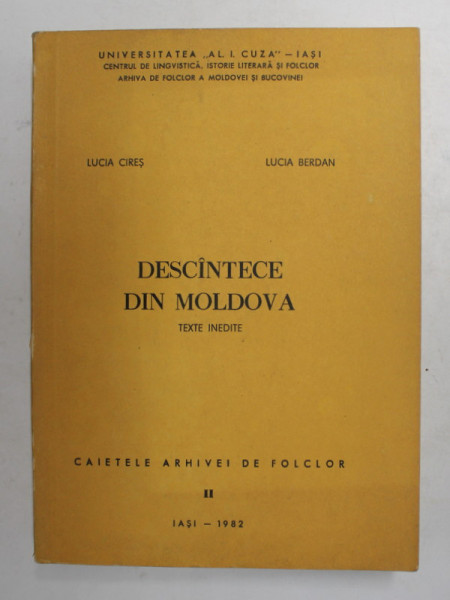 UNIVERSITATEA „AL. I. CUZA" – IAȘI
CENTRUL DE LINGVISTICĂ, ISTORIE LITERARĂ ȘI FOLCLOR
ARHIVA DE FOLCLOR A MOLDOVEI ȘI BUCOVINEI
LUCIA CIREȘ LUCIA BERDAN
DESCÎNTECE
DIN MOLDOVA
TEXTE INEDITE
CAIETELE ARHIVEI DE FOLCLOR
II
IAȘI – 1982